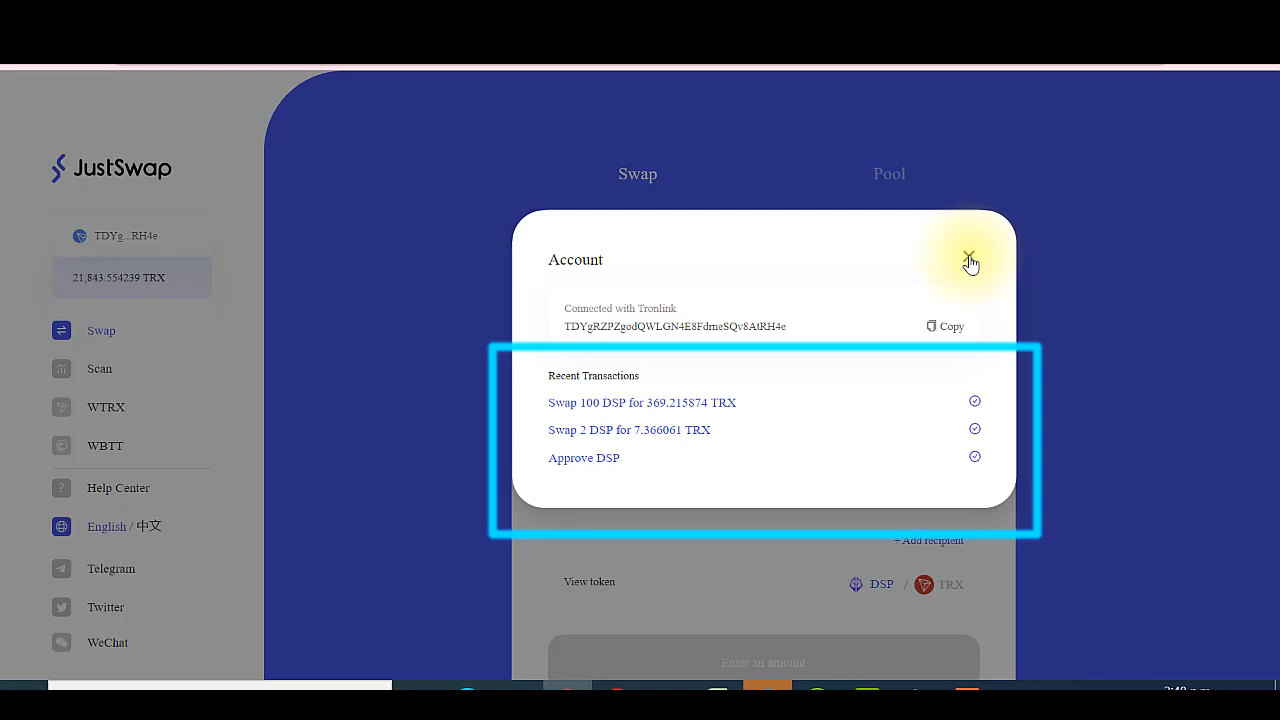 JustSwap
TDYg...RH4e
21,843.554239 TRX
Swap
Scan
WTRX
WBTT
Help Center
English / 中文
Telegram
Twitter
WeChat
Swap
Pool
Account
Connected with Tronlink
TDYgRZPZgodQWLGN4E8FdrneSQv8AtRH4e
Copy
Recent Transactions
Swap 100 DSP for 369.215874 TRX
Swap 2 DSP for 7.366061 TRX
Approve DSP
+ Add recipient
View token
DSP / TRX
Enter an amount